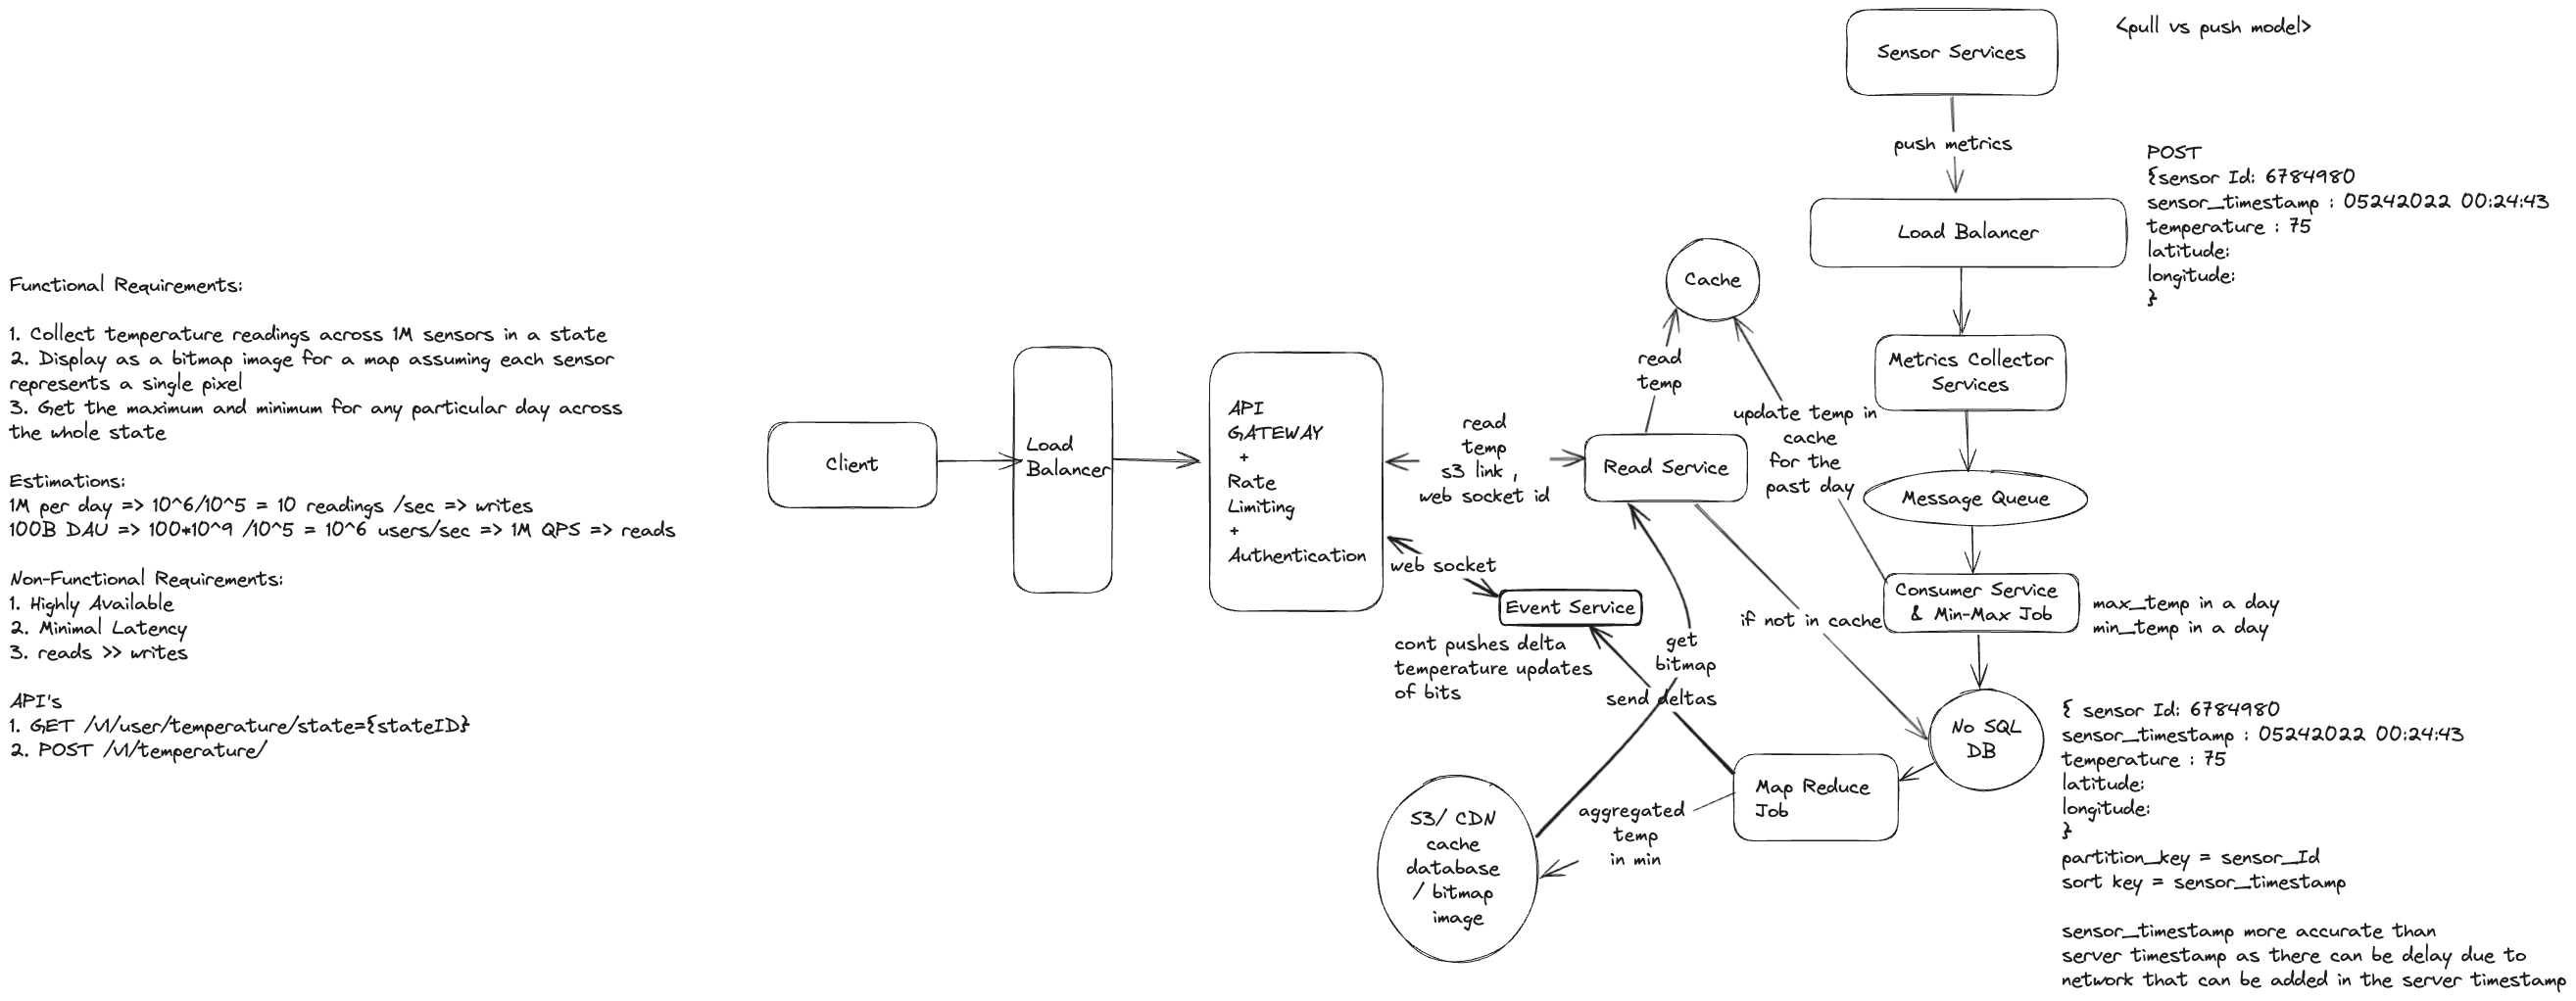 Functional Requirements:
1. Collect temperature readings across 1M sensors in a state
2. Display as a bitmap image for a map assuming each sensor
represents a single pixel
3. Get the maximum and minimum for any particular day across
the whole state
Estimations:
1M per day => 10^6/10^5 = 10 readings /sec => writes
100B DAU => 100*10^9 /10^5 = 10^6 users/sec => 1M QPS => reads
Non-Functional Requirements:
1. Highly Available
2. Minimal Latency
3. reads >> writes
API's
1. GET /v1/user/temperature/state={stateID}
2. POST /v1/temperature/
Client
Load
Balancer
API
GATEWAY
+
Rate
Limiting
+
Authentication
read
temp
s3 link ,
web socket id
web socket
Event Service
cont pushes delta
temperature updates
of bits
Read Service
read
temp
Cache
update temp in
cache
for the
past day
if not in cache
get
bitmap
send deltas
S3/ CDN
cache
database
/ bitmap
image
aggregated
temp
in min
Map Reduce
Job
Sensor Services
<pull vs push model>
push metrics
Load Balancer
POST
{sensor Id: 6784980
sensor_timestamp : 05242022 00:24:43
temperature : 75
latitude:
longitude:
}
Metrics Collector
Services
Message Queue
Consumer Service
& Min-Max Job
max_temp in a day
min_temp in a day
No SQL
DB
{ sensor Id: 6784980
sensor_timestamp : 05242022 00:24:43
temperature : 75
latitude:
longitude:
}
partition_key = sensor_Id
sort key = sensor_timestamp
sensor_timestamp more accurate than
server timestamp as there can be delay due to
network that can be added in the server timestamp